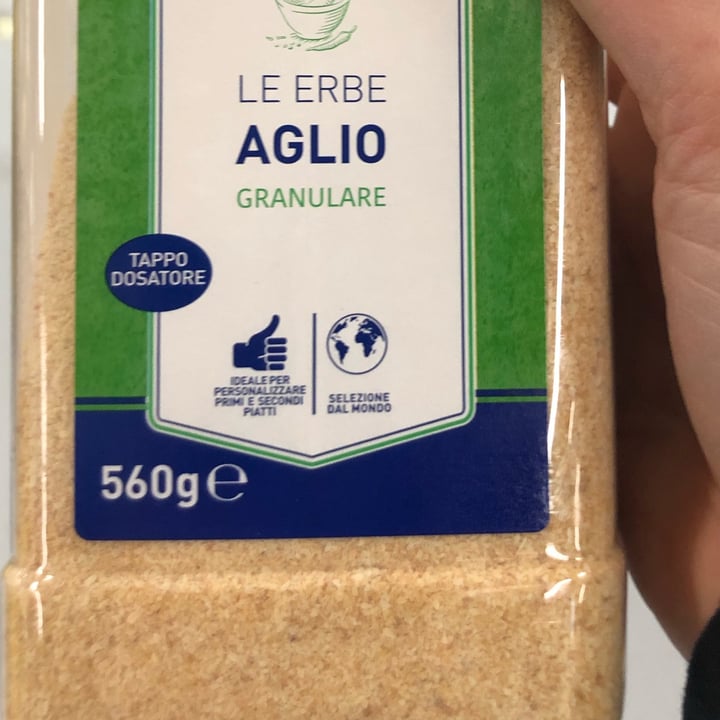 LE ERBE
AGLIO
GRANULARE
TAPPO
DOSATORE
IDEALE PER
PERSONALIZZARE
PRIMI E SECONDI
PIATTI
SELEZIONE
DAL MONDO
560g ℮